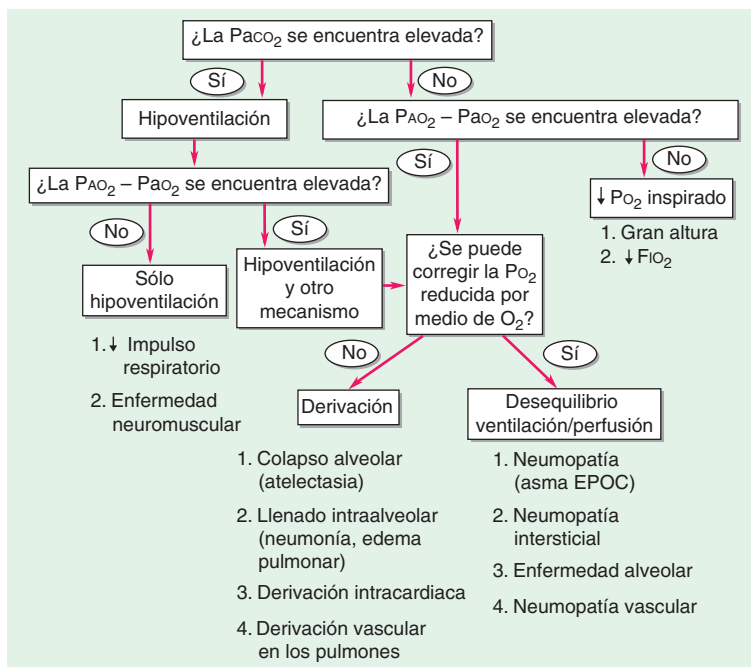 ¿La PaCO₂ se encuentra elevada?
Sí
No
Hipoventilación
¿La PAO₂ – PaO₂ se encuentra elevada?
¿La PAO₂ – PaO₂ se encuentra elevada?
No
Sí
Sí
No
↓ PO₂ inspirado
1. Gran altura
2. ↓ FIO₂
Sólo
hipoventilación
1. ↓ Impulso
respiratorio
2. Enfermedad
neuromuscular
Hipoventilación
y otro
mecanismo
¿Se puede
corregir la PO₂
reducida por
medio de O₂?
No
Sí
Derivación
1. Colapso alveolar
(atelectasia)
2. Llenado intraalveolar
(neumonía, edema
pulmonar)
3. Derivación intracardiaca
4. Derivación vascular
en los pulmones
Desequilibrio
ventilación/perfusión
1. Neumopatía
(asma EPOC)
2. Neumopatía
intersticial
3. Enfermedad alveolar
4. Neumopatía vascular